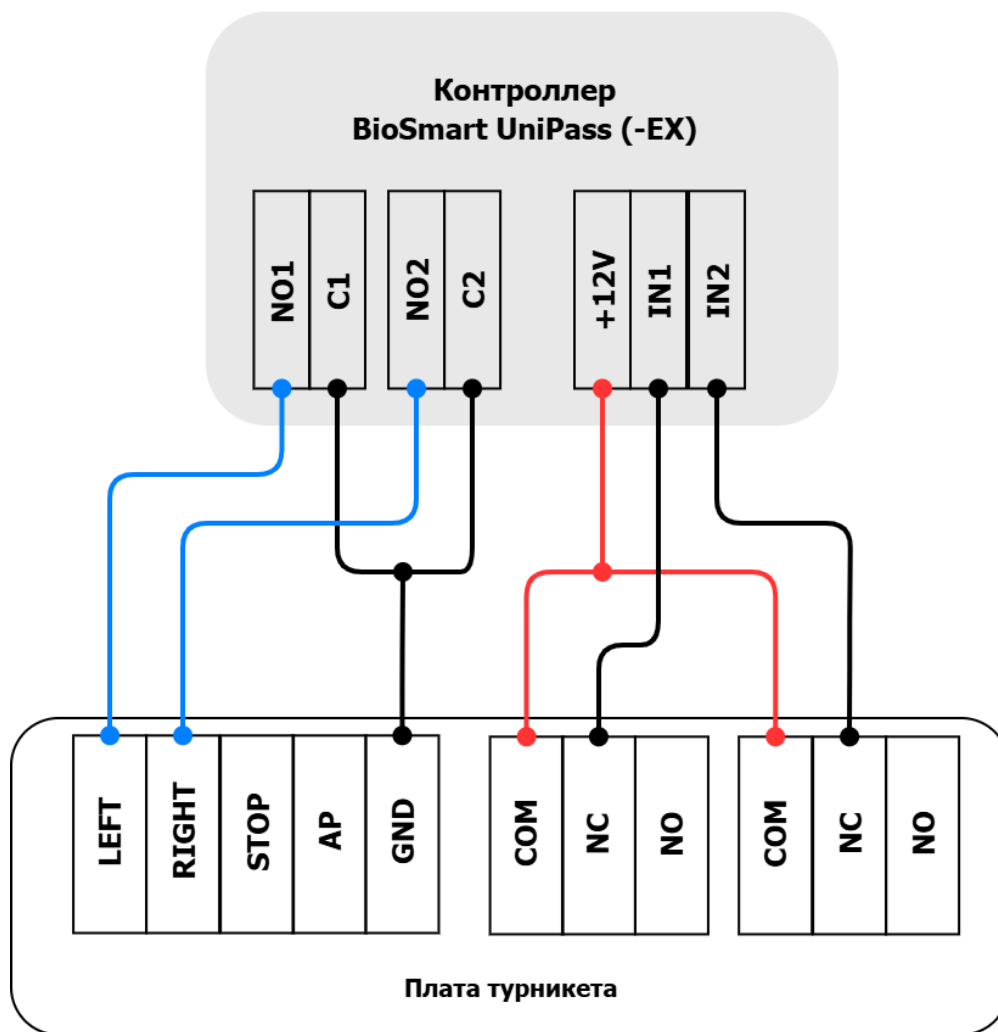 Контроллер
BioSmart UniPass (-EX)
NO1
C1
NO2
C2
+12V
IN1
IN2
LEFT
RIGHT
STOP
AP
GND
COM
NC
NO
COM
NC
NO
Плата турникета